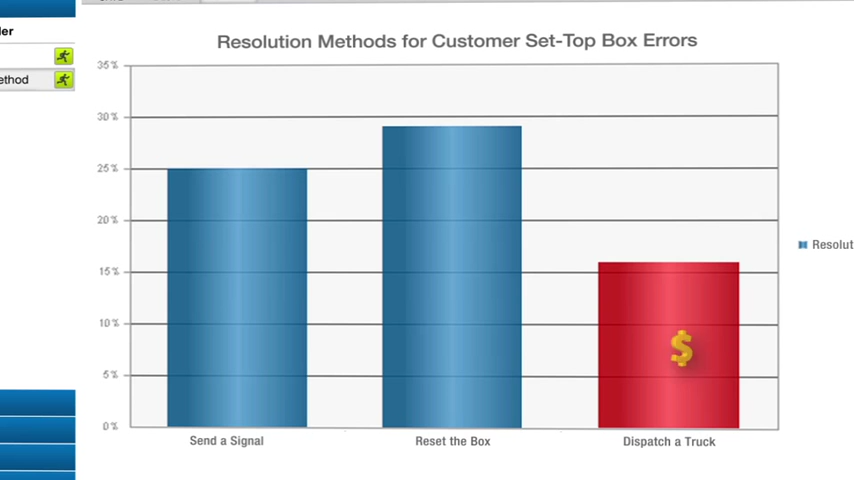 Resolution Methods for Customer Set-Top Box Errors
ler
ethod
35%
30%
25%
20%
15%
10%
5%
0%
$
Resolut
Send a Signal
Reset the Box
Dispatch a Truck